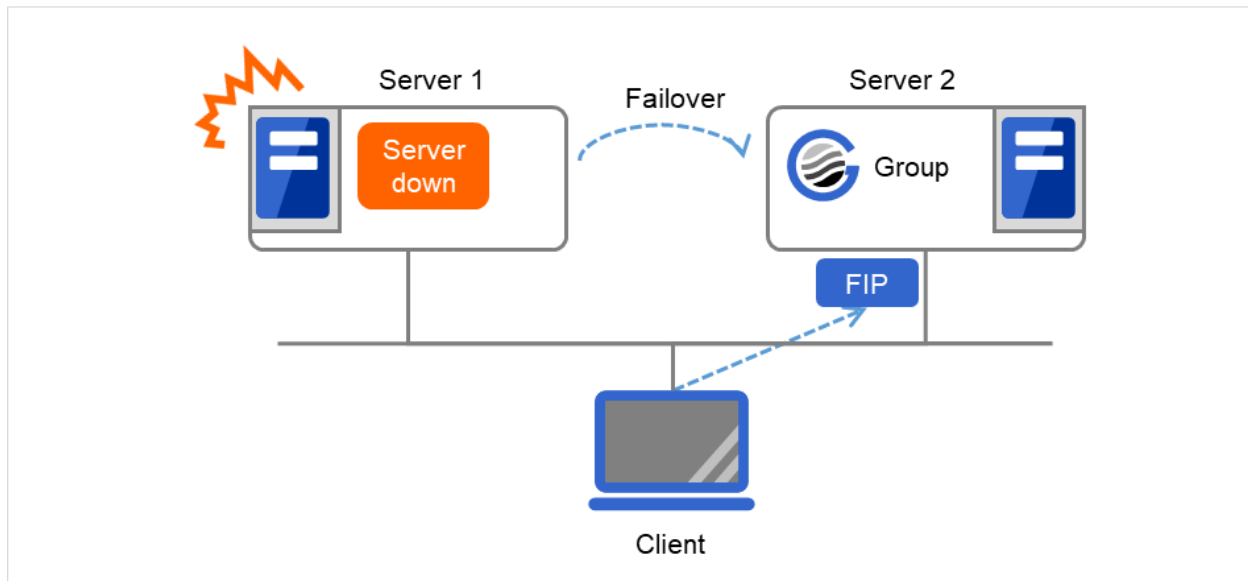 Server 1
Failover
Server 2
Server
down
Group
FIP
Client